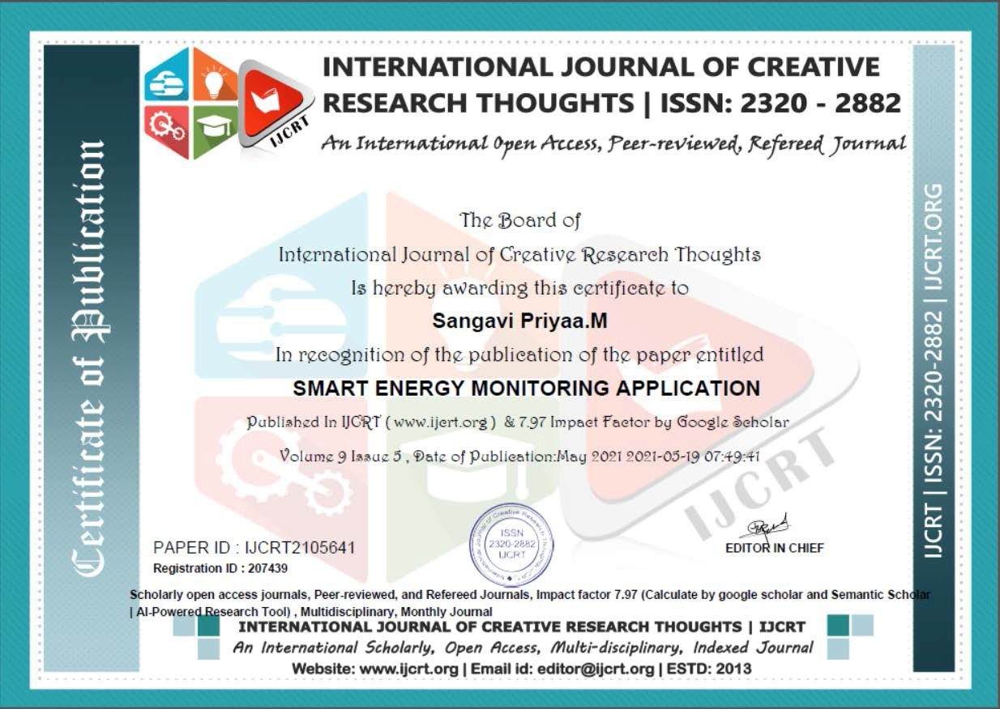 Certificate of Publication
IJCRT
INTERNATIONAL JOURNAL OF CREATIVE
RESEARCH THOUGHTS | ISSN: 2320 - 2882
An International Open Access, Peer-reviewed, Refereed Journal
IJCRT | ISSN: 2320-2882 | IJCRT.ORG
The Board of
International Journal of Creative Research Thoughts
Is hereby awarding this certificate to
Sangavi Priyaa.M
In recognition of the publication of the paper entitled
SMART ENERGY MONITORING APPLICATION
Published In IJCRT ( www.ijcrt.org ) & 7.97 Impact Factor by Google Scholar
Volume 9 Issue 5 , Date of Publication:May 2021 2021-05-19 07:49:41
IJCRT
PAPER ID : IJCRT2105641
Registration ID : 207439
International Journal of Creative Research Thoughts
ISSN
2320-2882
IJCRT
EDITOR IN CHIEF
Scholarly open access journals, Peer-reviewed, and Refereed Journals, Impact factor 7.97 (Calculate by google scholar and Semantic Scholar
| AI-Powered Research Tool) , Multidisciplinary, Monthly Journal
INTERNATIONAL JOURNAL OF CREATIVE RESEARCH THOUGHTS | IJCRT
An International Scholarly, Open Access, Multi-disciplinary, Indexed Journal
Website: www.ijcrt.org | Email id: editor@ijcrt.org | ESTD: 2013